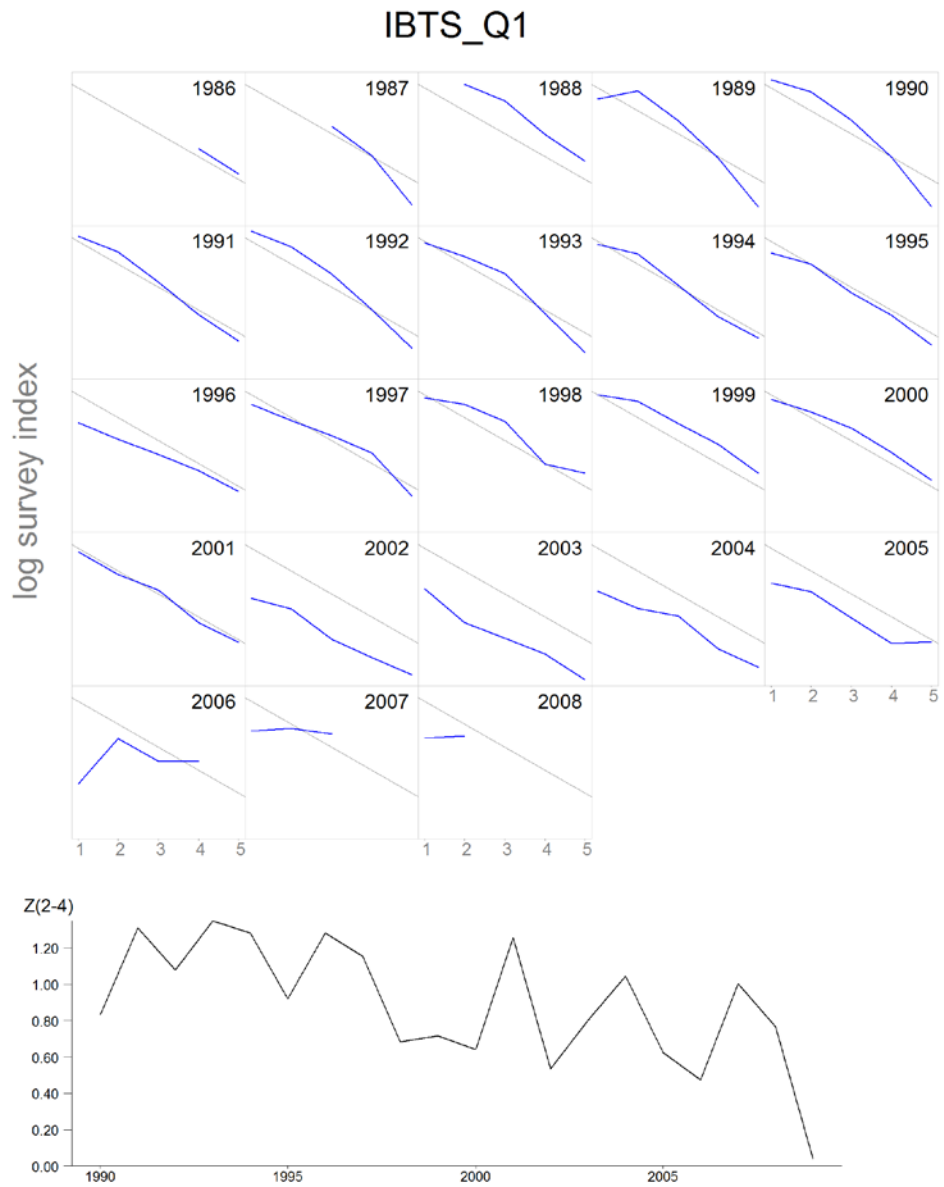 IBTS_Q1
1986 1987 1988 1989 1990
1991 1992 1993 1994 1995
log survey index
1996 1997 1998 1999 2000
2001 2002 2003 2004 2005
1 2 3 4 5
2006 2007 2008
1 2 3 4 5 1 2 3 4 5
Z(2-4)
1.20
1.00
0.80
0.60
0.40
0.20
0.00
1990 1995 2000 2005